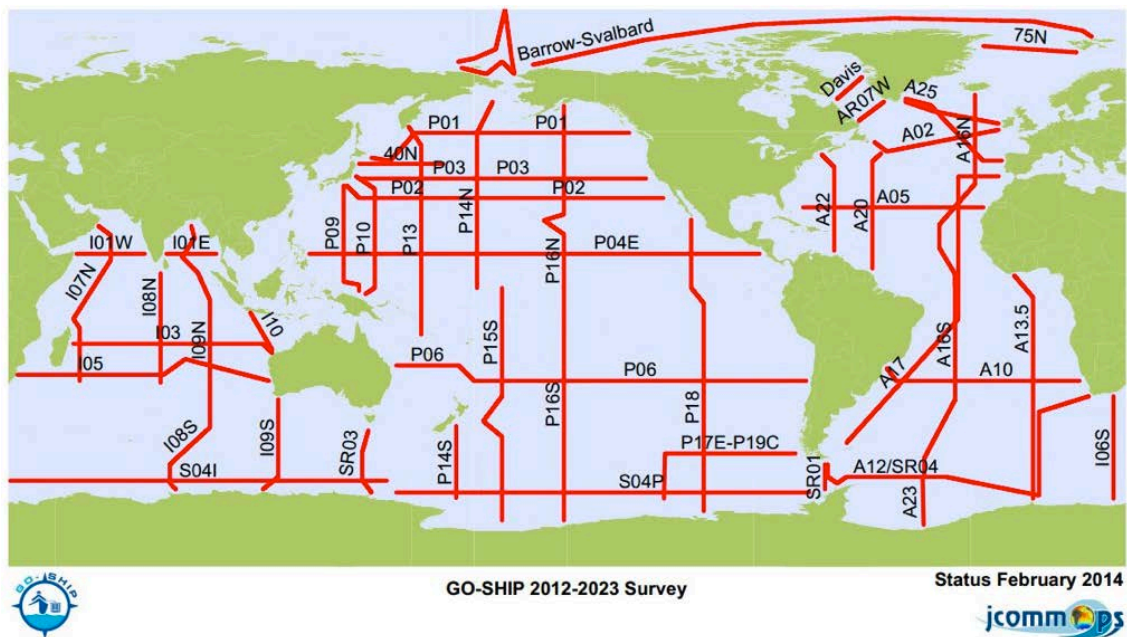 Barrow-Svalbard
75N
Davis
AR07W
A25
P01
P01
A02
A16N
40N
P03
P03
P02
P02
A22
A20
A05
P14N
P09
P10
P13
I01W
I01E
P16N
P04E
I07N
I08N
I09N
I10
I03
P15S
A16S
A13.5
I05
P06
P06
A17
A10
P16S
P18
I08S
I09S
SR03
P14S
P17E-P19C
I06S
S04I
S04P
SR01
A12/SR04
A23
GO-SHIP
GO-SHIP 2012-2023 Survey
Status February 2014
jcommops